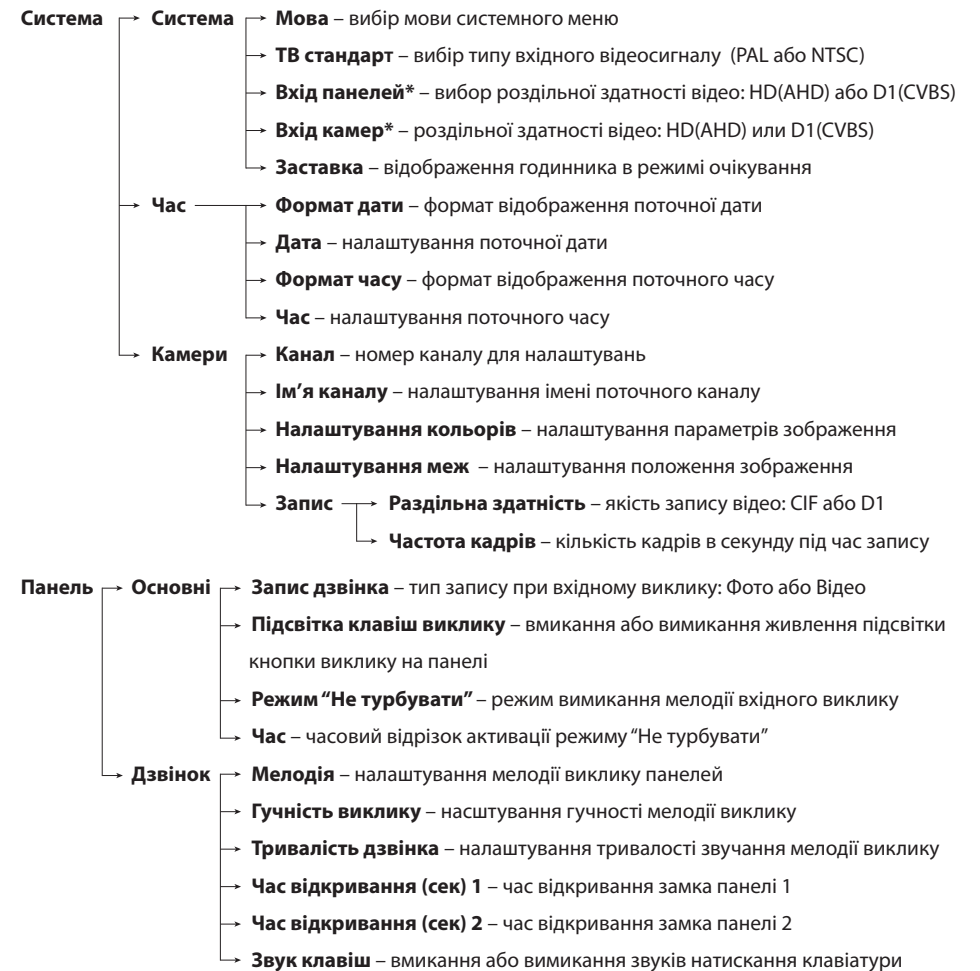 Система Система Мова – вибір мови системного меню
ТВ стандарт – вибір типу вхідного відеосигналу (PAL або NTSC)
Вхід панелей* – вибор роздільної здатності відео: HD(AHD) або D1(CVBS)
Вхід камер* – роздільної здатності відео: HD(AHD) или D1(CVBS)
Заставка – відображення годинника в режимі очікування
Час Формат дати – формат відображення поточної дати
Дата – налаштування поточної дати
Формат часу – формат відображення поточного часу
Час – налаштування поточного часу
Камери Канал – номер каналу для налаштувань
Ім’я каналу – налаштування імені поточного каналу
Налаштування кольорів – налаштування параметрів зображення
Налаштування меж – налаштування положення зображення
Запис Раздільна здатність – якість запису відео: CIF або D1
Частота кадрів – кількість кадрів в секунду під час запису
Панель Основні Запис дзвінка – тип запису при вхідному виклику: Фото або Відео
Підсвітка клавіш виклику – вмикання або вимикання живлення підсвітки
кнопки виклику на панелі
Режим “Не турбувати” – режим вимикання мелодії вхідного виклику
Час – часовий відрізок активації режиму “Не турбувати”
Дзвінок Мелодія – налаштування мелодії виклику панелей
Гучність виклику – насштування гучності мелодії виклику
Тривалість дзвінка – налаштування тривалості звучання мелодії виклику
Час відкривання (сек) 1 – час відкривання замка панелі 1
Час відкривання (сек) 2 – час відкривання замка панелі 2
Звук клавіш – вмикання або вимикання звуків натискання клавіатури